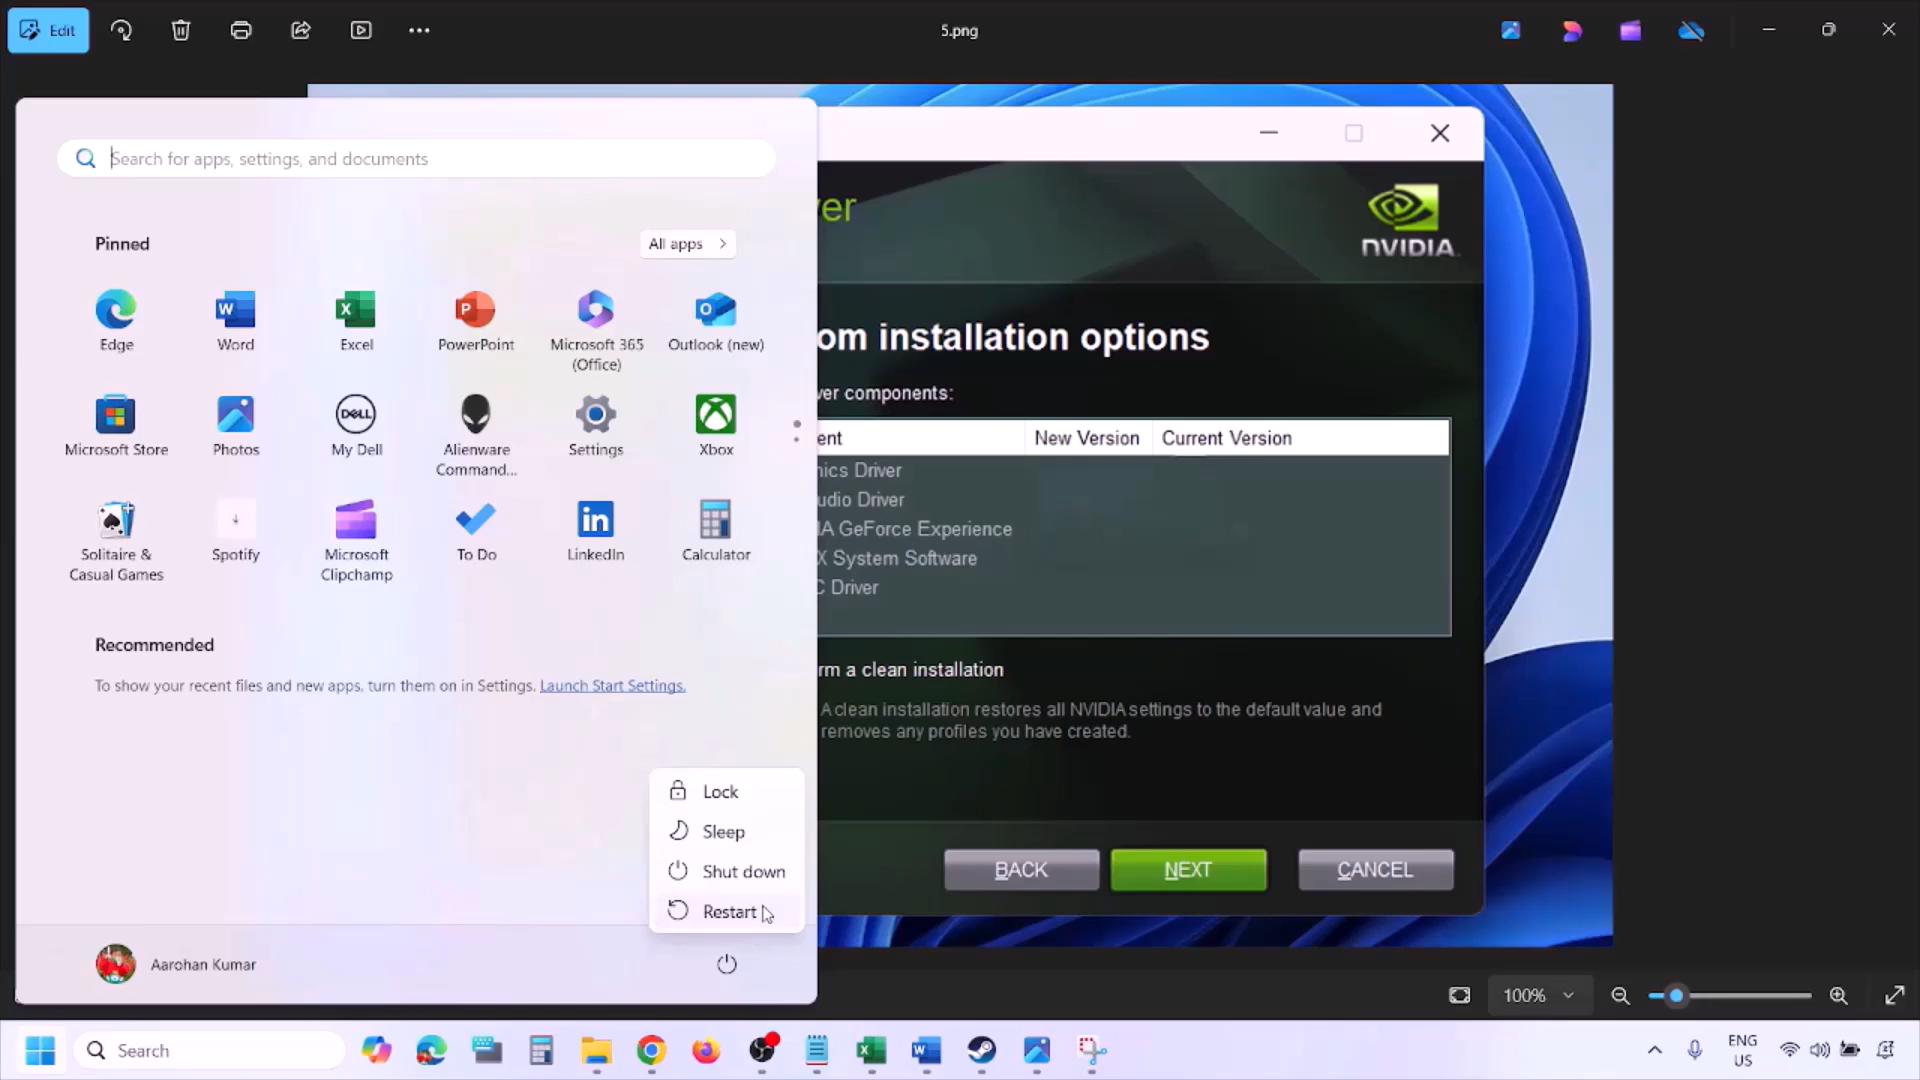 Edit
5.png
Search for apps, settings, and documents
Pinned
All apps
Edge
Word
Excel
PowerPoint
Microsoft 365
(Office)
Outlook (new)
Microsoft Store
Photos
DELL
My Dell
Alienware
Command...
Settings
Xbox
Solitaire &
Casual Games
Spotify
Microsoft
Clipchamp
To Do
LinkedIn
Calculator
Recommended
To show your recent files and new apps, turn them on in Settings. Launch Start Settings.
Lock
Sleep
Shut down
Restart
Aarohan Kumar
ver
NVIDIA
om installation options
ver components:
ent
New Version
Current Version
nics Driver
udio Driver
IA GeForce Experience
X System Software
C Driver
rm a clean installation
A clean installation restores all NVIDIA settings to the default value and
removes any profiles you have created.
BACK
NEXT
CANCEL
100%
Search
ENG
US